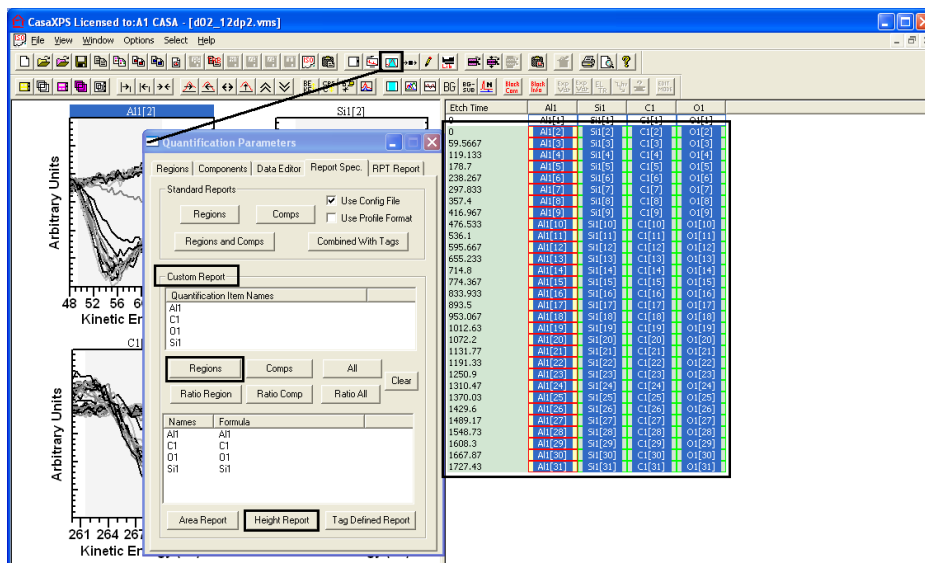 CasaXPS Licensed to:A1 CASA - [d02_12dp2.vms]
File View Window Options Select Help
Al1[2]
Si1[2]
Arbitrary Units
48 52 56
Kinetic En
Arbitrary Units
261 264 267
Kinetic En
Quantification Parameters
Regions Components Data Editor Report Spec. RPT Report
Standard Reports
Regions Comps Use Config File
Use Profile Format
Regions and Comps Combined With Tags
Custom Report
Quantification Item Names
Al1
C1
O1
Si1
Regions Comps All
Clear
Ratio Region Ratio Comp Ratio All
Names Formula
Al1 Al1
C1 C1
O1 O1
Si1 Si1
Area Report Height Report Tag Defined Report
Etch Time Al1 Si1 C1 O1
0 Al1[1] Si1[1] C1[1] O1[1]
0 Al1[2] Si1[2] C1[2] O1[2]
59.5667 Al1[3] Si1[3] C1[3] O1[3]
119.133 Al1[4] Si1[4] C1[4] O1[4]
178.7 Al1[5] Si1[5] C1[5] O1[5]
238.267 Al1[6] Si1[6] C1[6] O1[6]
297.833 Al1[7] Si1[7] C1[7] O1[7]
357.4 Al1[8] Si1[8] C1[8] O1[8]
416.967 Al1[9] Si1[9] C1[9] O1[9]
476.533 Al1[10] Si1[10] C1[10] O1[10]
536.1 Al1[11] Si1[11] C1[11] O1[11]
595.667 Al1[12] Si1[12] C1[12] O1[12]
655.233 Al1[13] Si1[13] C1[13] O1[13]
714.8 Al1[14] Si1[14] C1[14] O1[14]
774.367 Al1[15] Si1[15] C1[15] O1[15]
833.933 Al1[16] Si1[16] C1[16] O1[16]
893.5 Al1[17] Si1[17] C1[17] O1[17]
953.067 Al1[18] Si1[18] C1[18] O1[18]
1012.63 Al1[19] Si1[19] C1[19] O1[19]
1072.2 Al1[20] Si1[20] C1[20] O1[20]
1131.77 Al1[21] Si1[21] C1[21] O1[21]
1191.33 Al1[22] Si1[22] C1[22] O1[22]
1250.9 Al1[23] Si1[23] C1[23] O1[23]
1310.47 Al1[24] Si1[24] C1[24] O1[24]
1370.03 Al1[25] Si1[25] C1[25] O1[25]
1429.6 Al1[26] Si1[26] C1[26] O1[26]
1489.17 Al1[27] Si1[27] C1[27] O1[27]
1548.73 Al1[28] Si1[28] C1[28] O1[28]
1608.3 Al1[29] Si1[29] C1[29] O1[29]
1667.87 Al1[30] Si1[30] C1[30] O1[30]
1727.43 Al1[31] Si1[31] C1[31] O1[31]